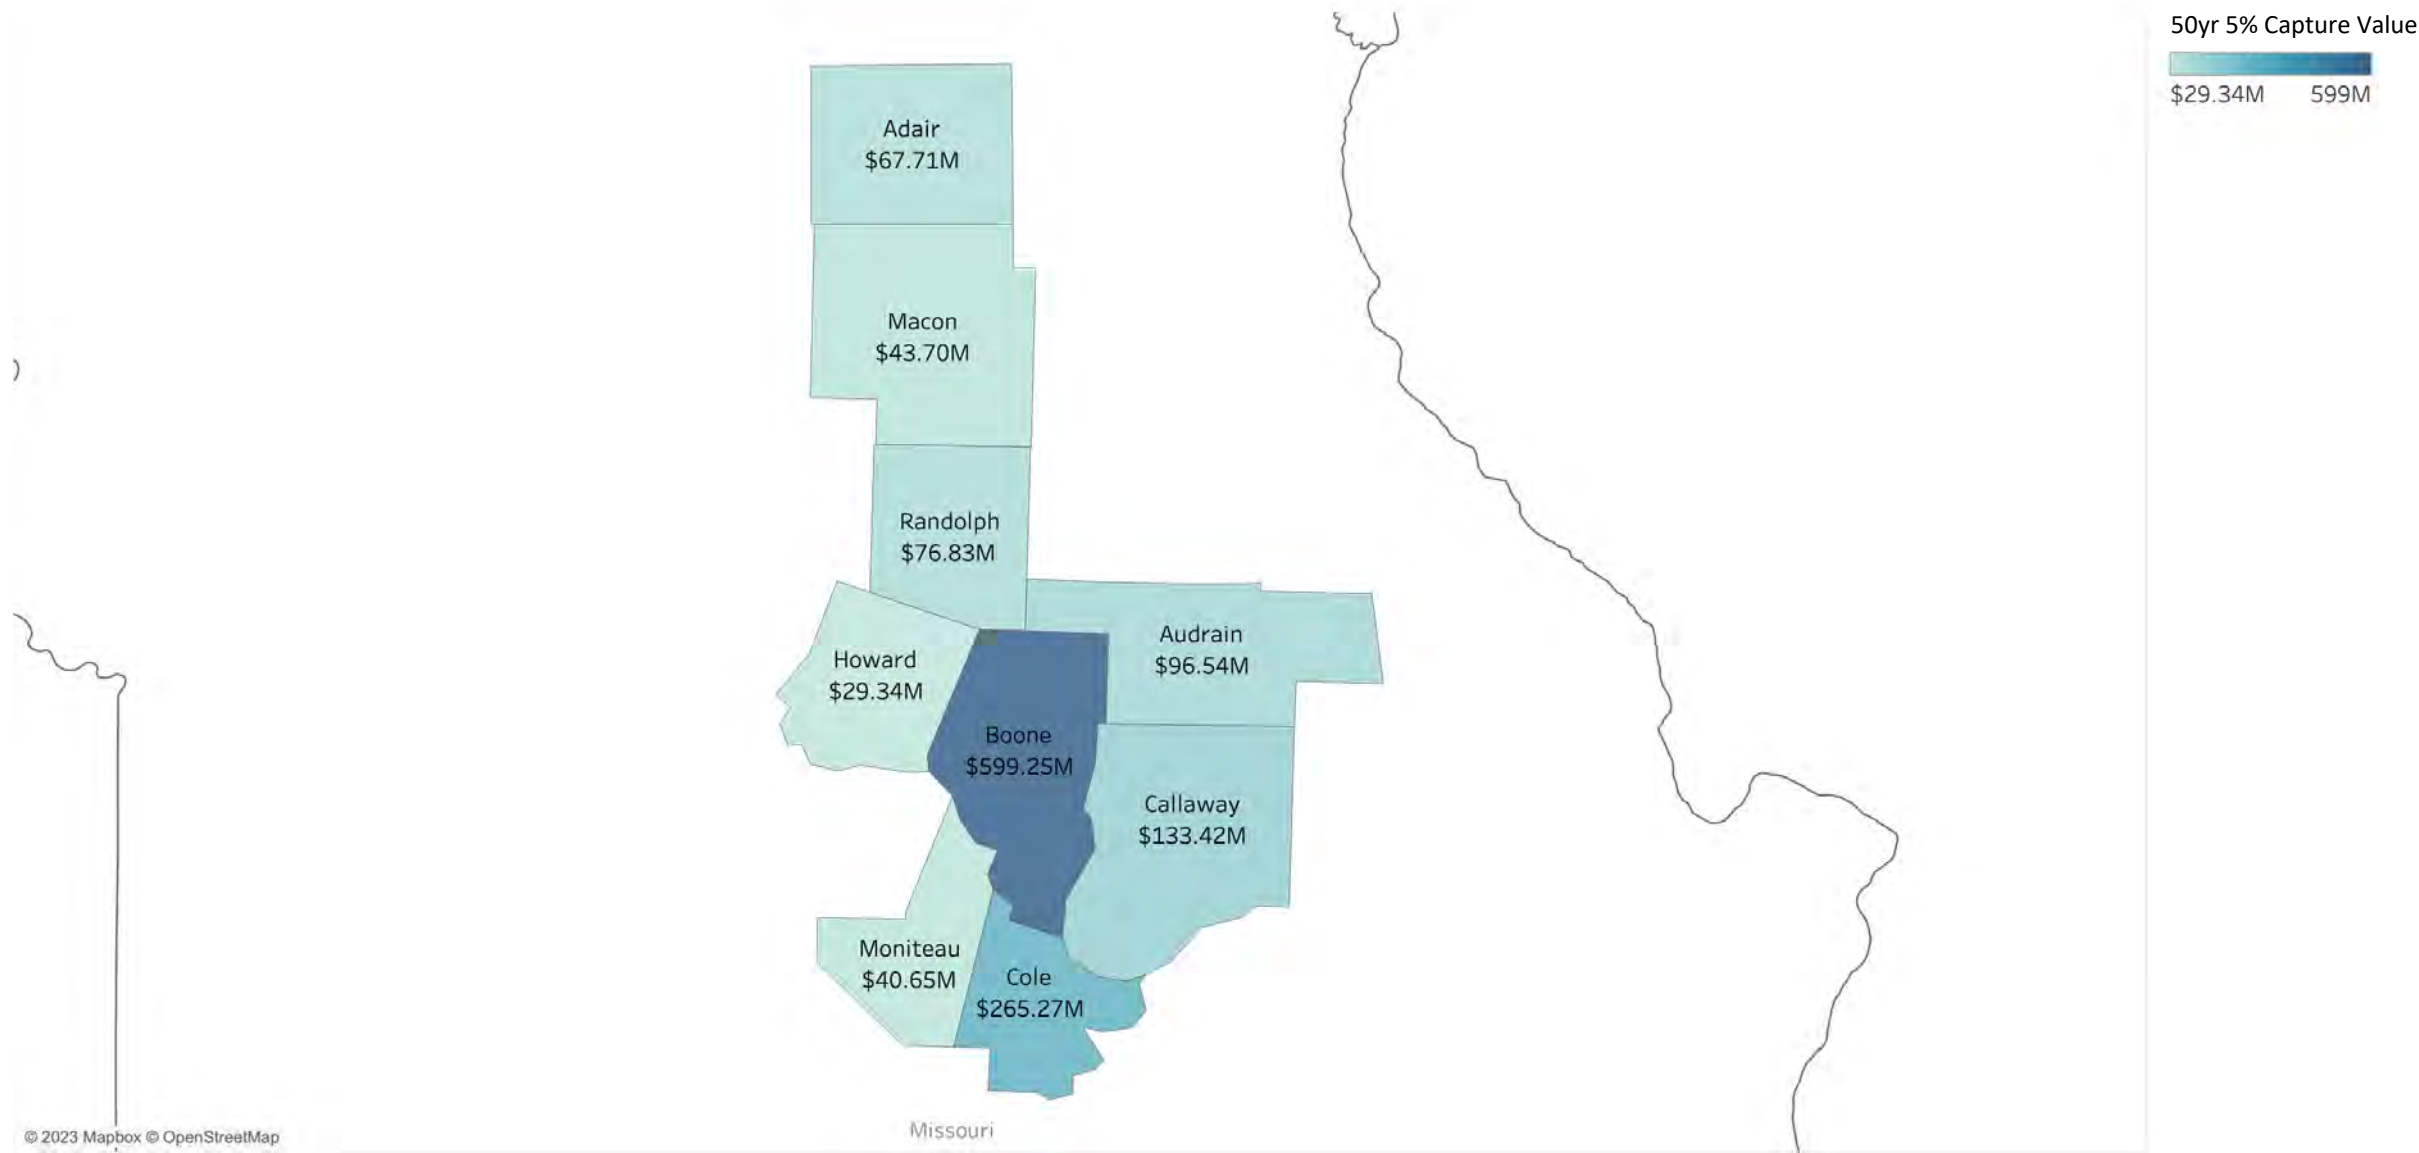 50yr 5% Capture Value
$29.34M 599M
Adair
$67.71M
Macon
$43.70M
Randolph
$76.83M
Audrain
$96.54M
Howard
$29.34M
Boone
$599.25M
Callaway
$133.42M
Moniteau
$40.65M
Cole
$265.27M
Missouri
© 2023 Mapbox © OpenStreetMap